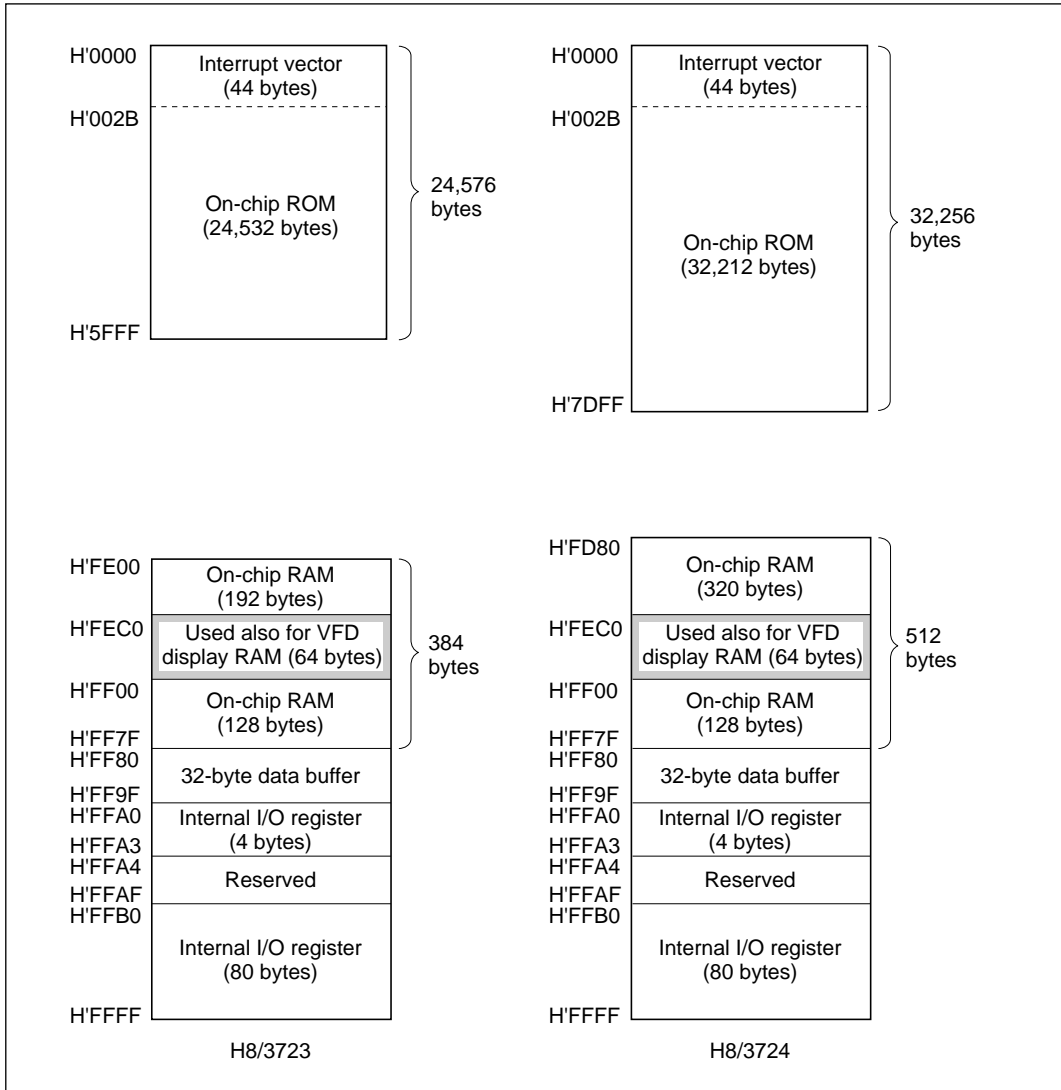 H'0000
Interrupt vector
(44 bytes)
H'002B
On-chip ROM
(24,532 bytes)
24,576
bytes
H'5FFF
H'FE00
On-chip RAM
(192 bytes)
H'FEC0
Used also for VFD
display RAM (64 bytes)
384
bytes
H'FF00
On-chip RAM
(128 bytes)
H'FF7F
H'FF80
32-byte data buffer
H'FF9F
H'FFA0
Internal I/O register
(4 bytes)
H'FFA3
H'FFA4
Reserved
H'FFAF
H'FFB0
Internal I/O register
(80 bytes)
H'FFFF
H8/3723
H'0000
Interrupt vector
(44 bytes)
H'002B
On-chip ROM
(32,212 bytes)
32,256
bytes
H'7DFF
H'FD80
On-chip RAM
(320 bytes)
H'FEC0
Used also for VFD
display RAM (64 bytes)
512
bytes
H'FF00
On-chip RAM
(128 bytes)
H'FF7F
H'FF80
32-byte data buffer
H'FF9F
H'FFA0
Internal I/O register
(4 bytes)
H'FFA3
H'FFA4
Reserved
H'FFAF
H'FFB0
Internal I/O register
(80 bytes)
H'FFFF
H8/3724